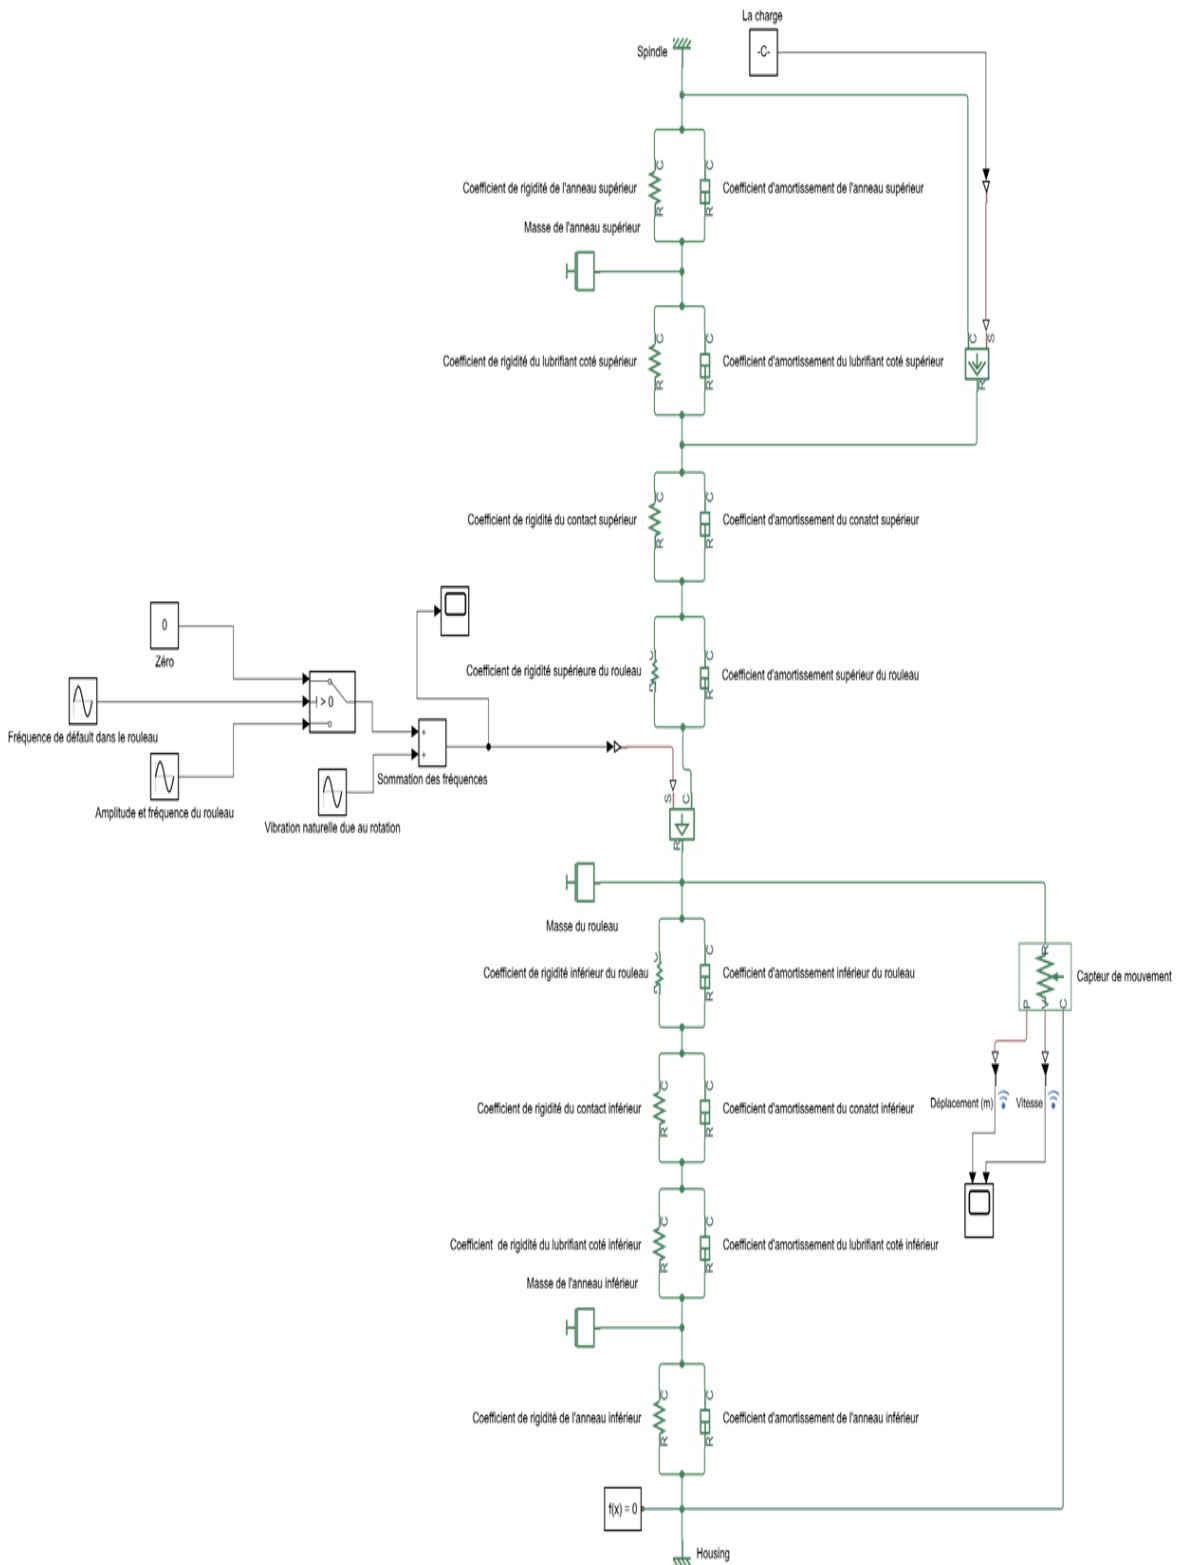 La charge
-C-
Spindle
C C
Coefficient de rigidité de l'anneau supérieur
Coefficient d'amortissement de l'anneau supérieur
R R
Masse de l'anneau supérieur
C C
C S
Coefficient de rigidité du lubrifiant coté supérieur
Coefficient d'amortissement du lubrifiant coté supérieur
R R
R
C C
Coefficient de rigidité du contact supérieur
Coefficient d'amortissement du conatct supérieur
R R
0
Zéro
C C
Coefficient de rigidité supérieure du rouleau
Coefficient d'amortissement supérieur du rouleau
R
> 0
Fréquence de défault dans le rouleau
+
+
Sommation des fréquences
Amplitude et fréquence du rouleau
Vibration naturelle due au rotation
S C
R
Masse du rouleau
C C
R
Coefficient de rigidité inférieur du rouleau
Coefficient d'amortissement inférieur du rouleau
Capteur de mouvement
R
P V C
C C
Coefficient de rigidité du contact inférieur
Coefficient d'amortissement du conatct inférieur
Déplacement (m)
Vitesse
R R
C C
Coefficient de rigidité du lubrifiant coté inférieur
Coefficient d'amortissement du lubrifiant coté inférieur
R R
Masse de l'anneau inférieur
C C
Coefficient de rigidité de l'anneau inférieur
Coefficient d'amortissement de l'anneau inférieur
R R
f(x) = 0
Housing